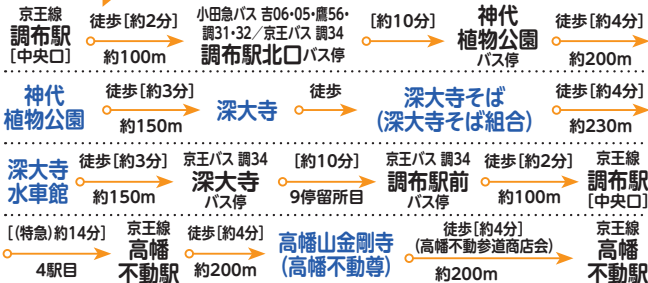 京王線
調布駅
[中央口]
徒歩[約2分]
約100m
小田急バス 吉06・05・鷹56・
調31・32/京王バス 調34
調布駅北口バス停
[約10分]
神代
植物公園
バス停
徒歩[約4分]
約200m
神代
植物公園
徒歩[約3分]
約150m
深大寺
徒歩
深大寺そば
(深大寺そば組合)
徒歩[約4分]
約230m
深大寺
水車館
徒歩[約3分]
約150m
京王バス 調34
深大寺
バス停
[約10分]
9停留所目
京王バス 調34
調布駅前
バス停
徒歩[約2分]
約100m
京王線
調布駅
[中央口]
[(特急)約14分]
4駅目
京王線
高幡
不動駅
徒歩[約4分]
約200m
高幡山金剛寺
(高幡不動尊)
徒歩[約4分]
(高幡不動参道商店会)
約200m
京王線
高幡
不動駅